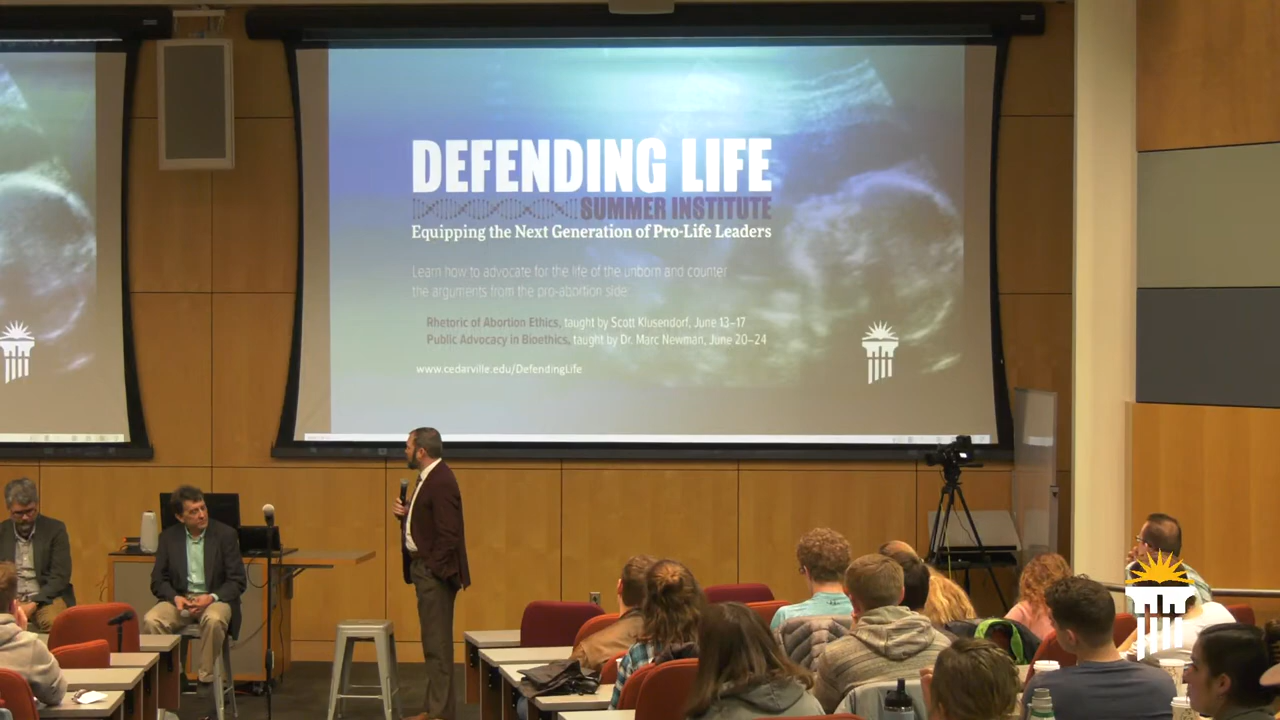 DEFENDING LIFE
SUMMER INSTITUTE
Equipping the Next Generation of Pro-Life Leaders
Learn how to advocate for the life of the unborn and counter
the arguments from the pro-abortion side:
Rhetoric of Abortion Ethics, taught by Scott Klusendorf, June 13–17
Public Advocacy in Bioethics, taught by Dr. Marc Newman, June 20–24
www.cedarville.edu/DefendingLife